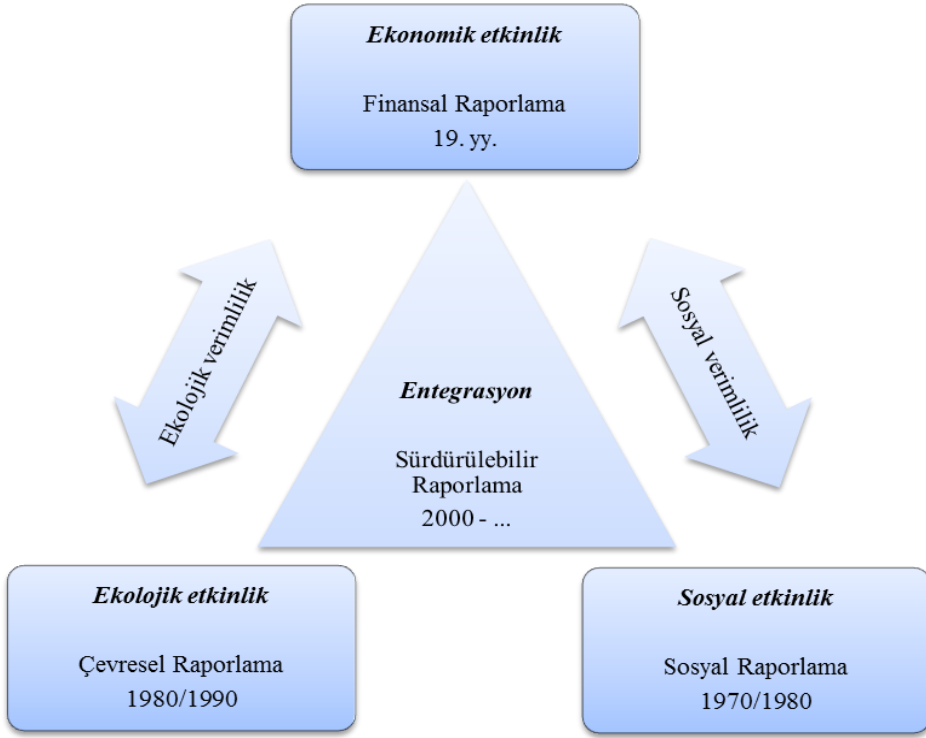 Ekonomik etkinlik
Finansal Raporlama
19. yy.
Ekolojik verimlilik
Sosyal verimlilik
Entegrasyon
Sürdürülebilir
Raporlama
2000 - ...
Ekolojik etkinlik
Çevresel Raporlama
1980/1990
Sosyal etkinlik
Sosyal Raporlama
1970/1980